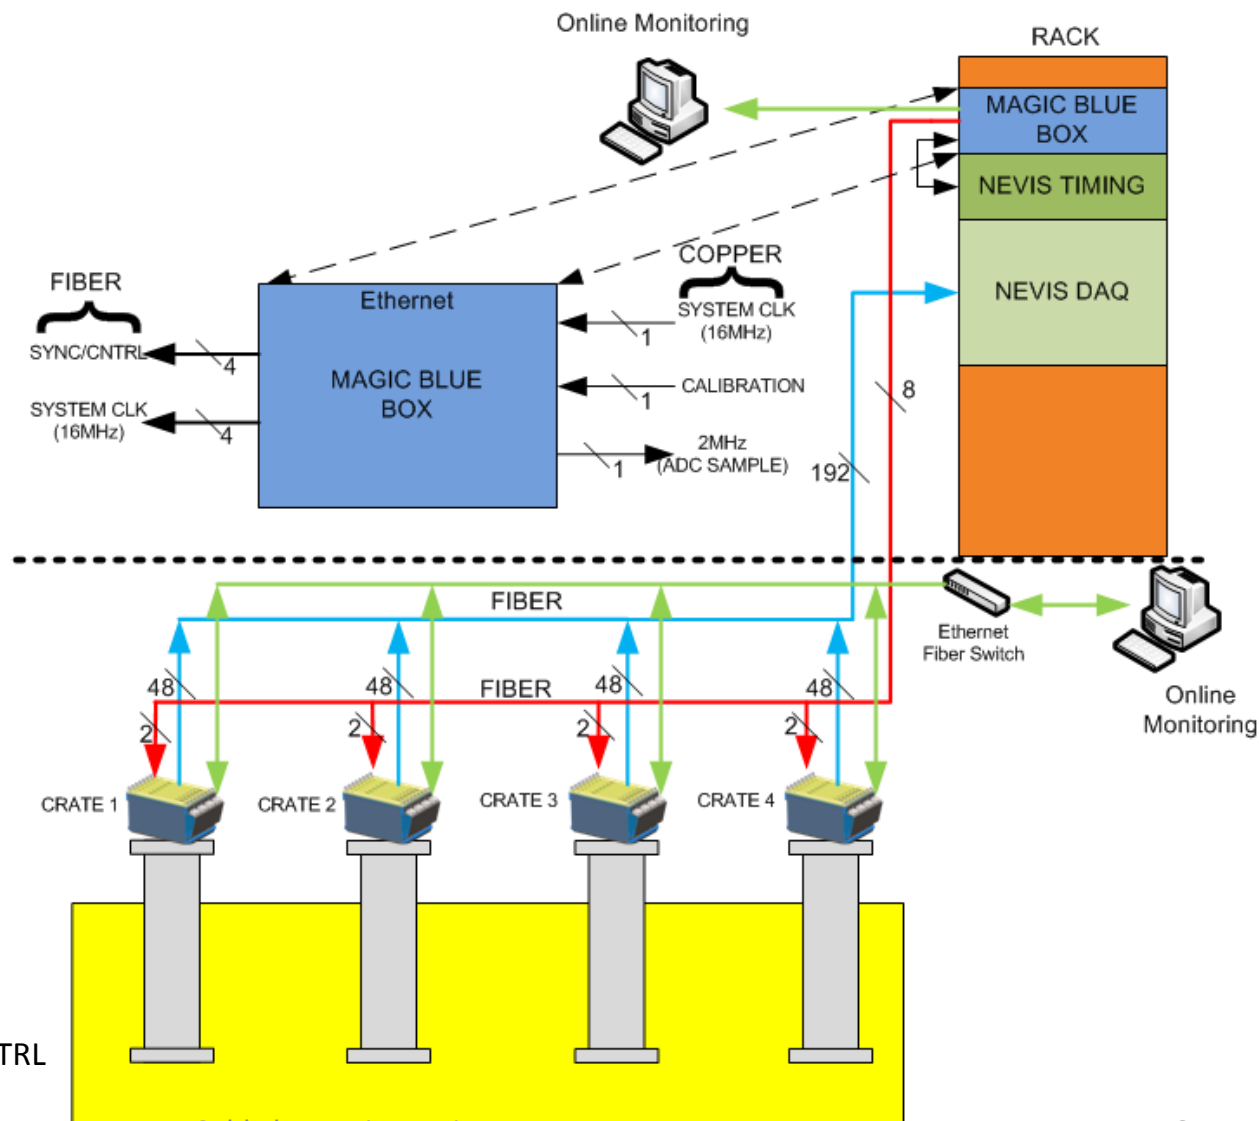 Online Monitoring
RACK
MAGIC BLUE
BOX
NEVIS TIMING
NEVIS DAQ
COPPER
FIBER
Ethernet
SYSTEM CLK
(16MHz)
1
SYNC/CNTRL
4
MAGIC BLUE
BOX
CALIBRATION
1
8
SYSTEM CLK
(16MHz)
4
2MHz
(ADC SAMPLE)
1
192
FIBER
Ethernet
Fiber Switch
Online
Monitoring
48
48
48
48
FIBER
2
2
2
2
CRATE 1
CRATE 2
CRATE 3
CRATE 4
TRL